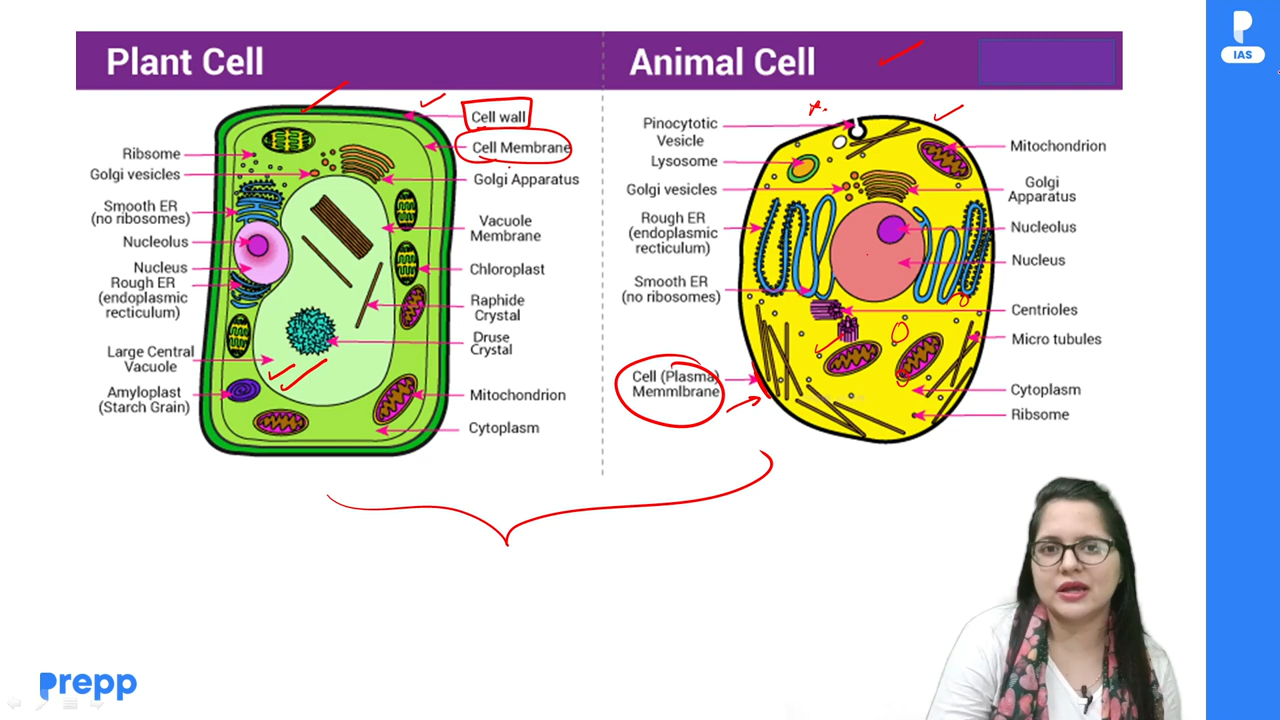 Plant Cell
Cell wall
Cell Membrane
Ribsome
Golgi vesicles
Golgi Apparatus
Smooth ER
(no ribosomes)
Vacuole
Membrane
Nucleolus
Nucleus
Chloroplast
Rough ER
(endoplasmic
recticulum)
Raphide
Crystal
Druse
Crystal
Large Central
Vacuole
Amyloplast
(Starch Grain)
Mitochondrion
Cytoplasm
Animal Cell
Pinocytotic
Vesicle
Mitochondrion
Lysosome
Golgi vesicles
Golgi
Apparatus
Rough ER
(endoplasmic
recticulum)
Nucleolus
Nucleus
Smooth ER
(no ribosomes)
Centrioles
Micro tubules
Cell (Plasma)
Memmlbrane
Cytoplasm
Ribsome
IAS
prepp